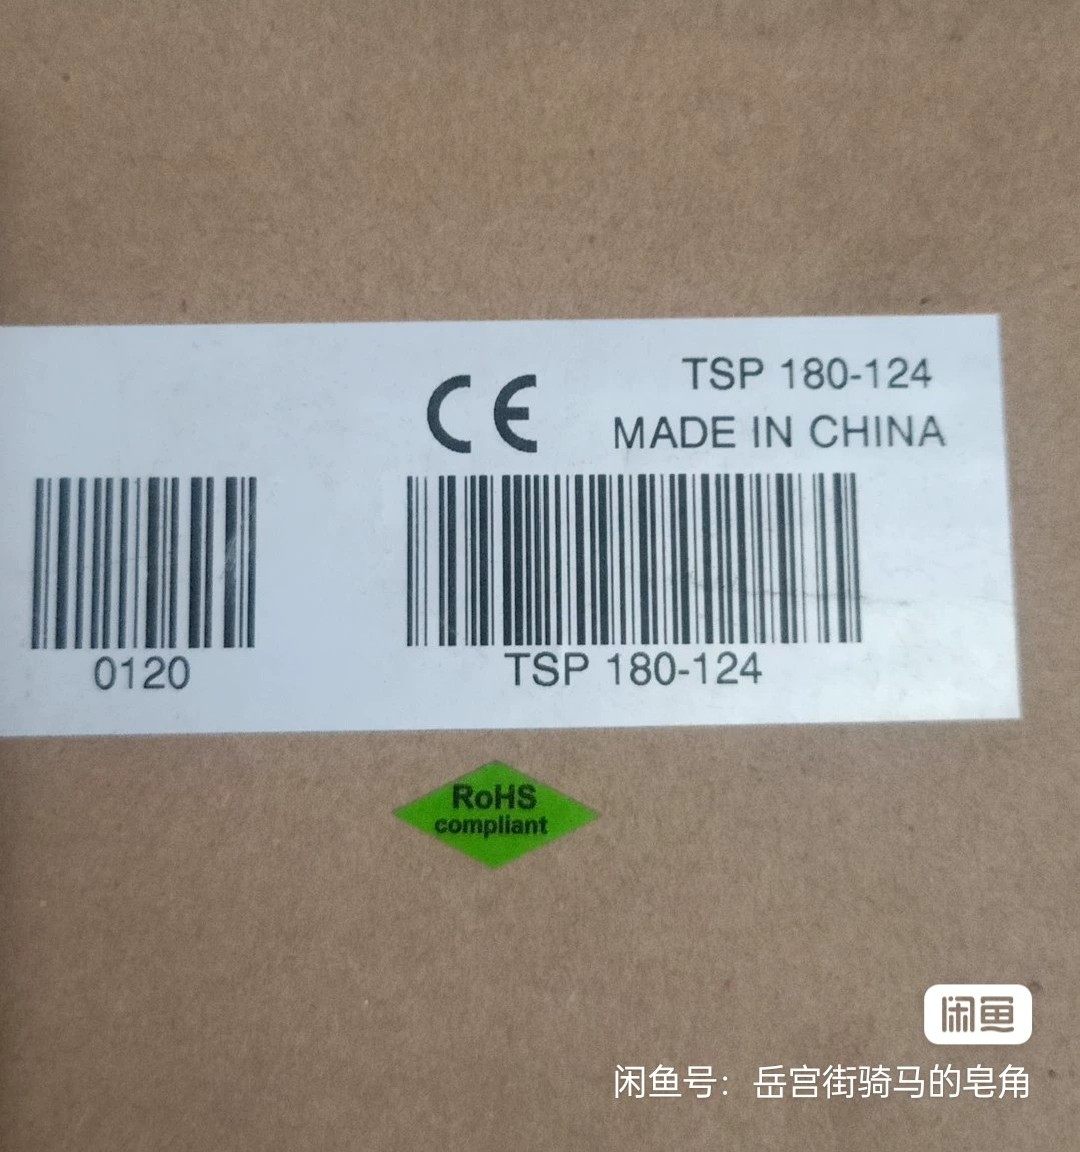 CE
TSP 180-124
MADE IN CHINA
0120
TSP 180-124
RoHS
compliant
闲鱼
闲鱼号：岳宫街骑马的皂角